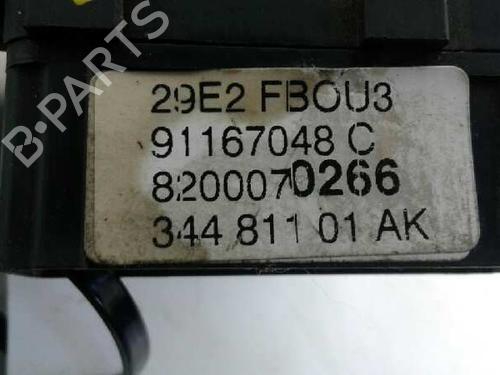 29E2 FBOU3
91167048 C
8200070266
344 811 01 AK
B-PARTS